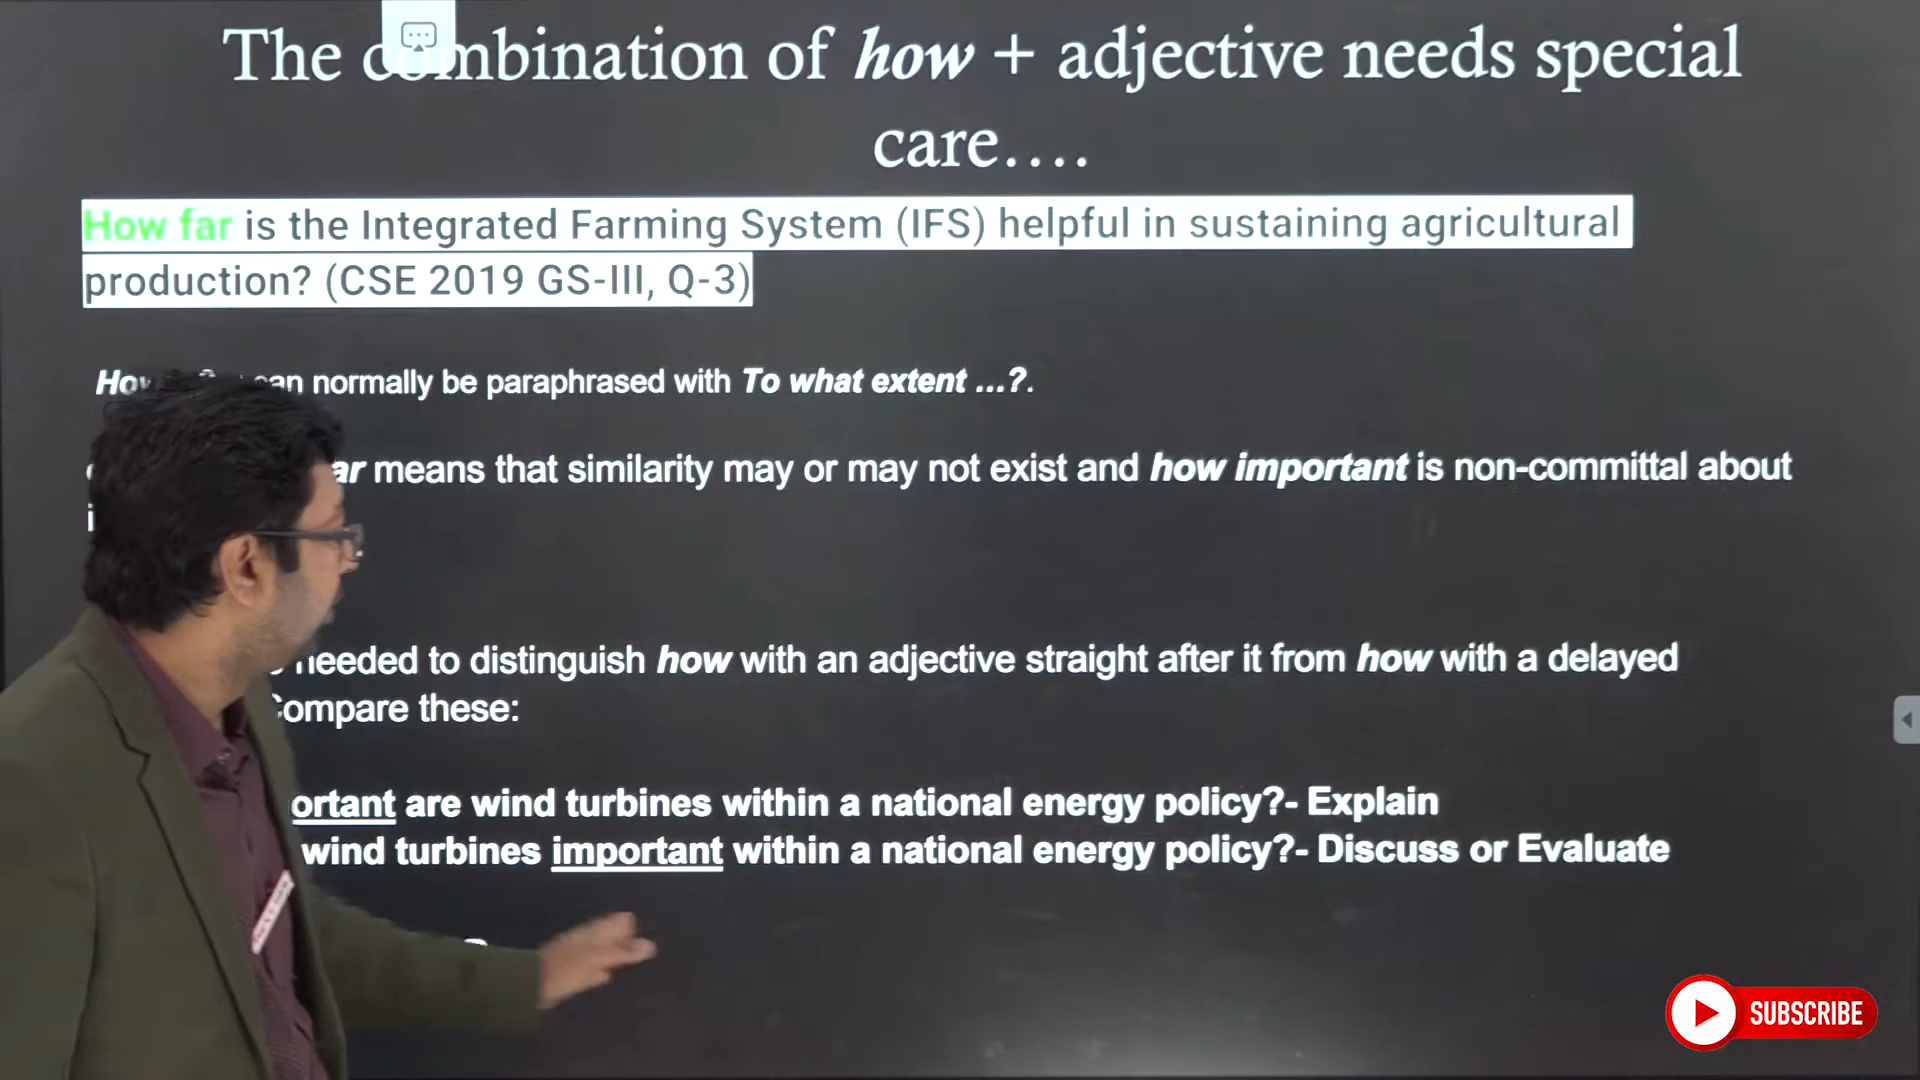 The combination of how + adjective needs special
care....
How far is the Integrated Farming System (IFS) helpful in sustaining agricultural
production? (CSE 2019 GS-III, Q-3)
can normally be paraphrased with To what extent ...?.
means that similarity may or may not exist and how important is non-committal about
needed to distinguish how with an adjective straight after it from how with a delayed
Compare these:
are wind turbines within a national energy policy?- Explain
wind turbines important within a national energy policy?- Discuss or Evaluate
SUBSCRIBE